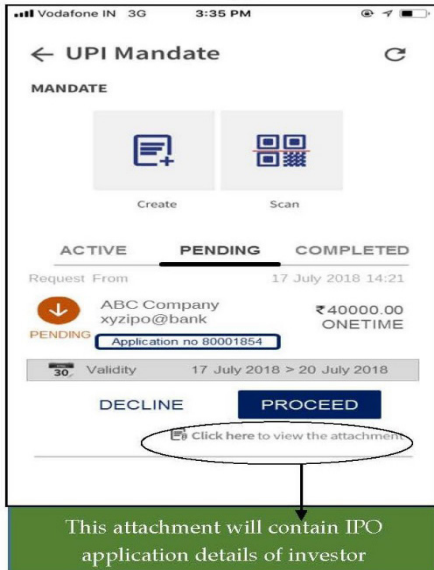 Vodafone IN 3G 3:35 PM
← UPI Mandate
MANDATE
Create Scan
ACTIVE PENDING COMPLETED
Request From 17 July 2018 14:21
ABC Company ₹40000.00
xyzipo@bank ONETIME
PENDING
Application no 80001854
30 Validity 17 July 2018 > 20 July 2018
DECLINE PROCEED
Click here to view the attachment
This attachment will contain IPO
application details of investor